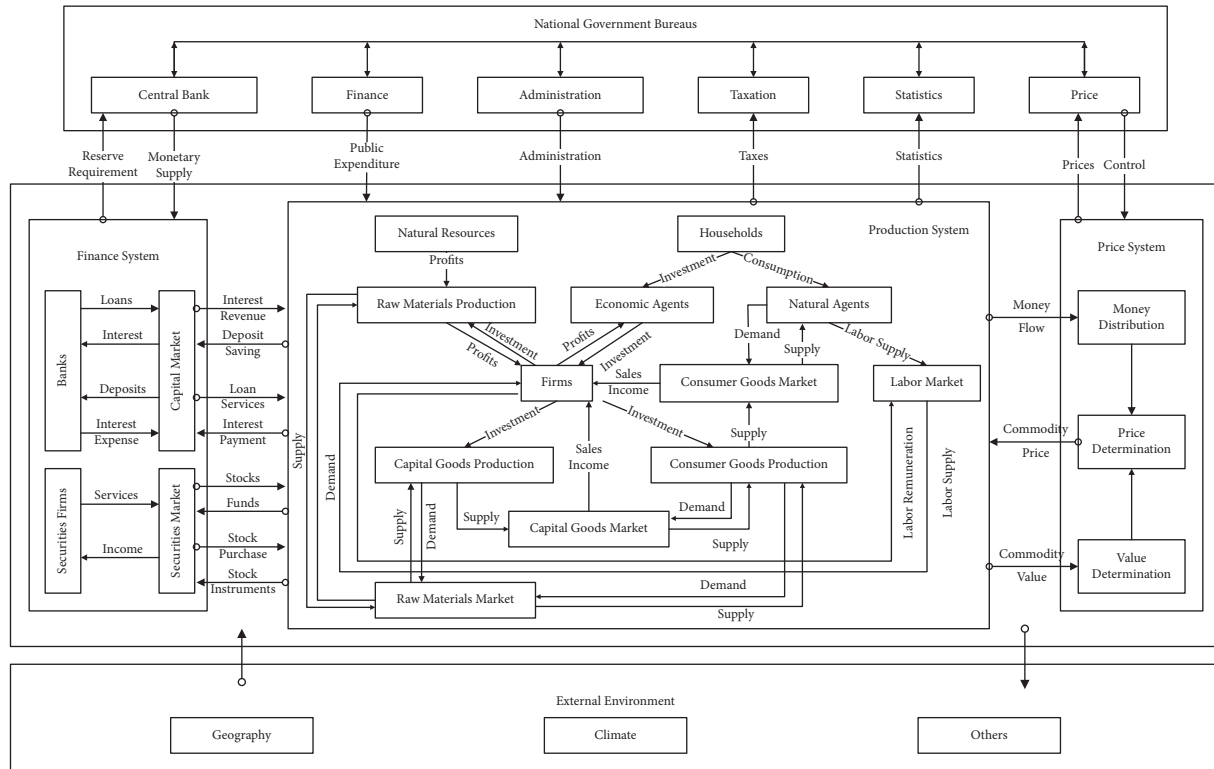 National Government Bureaus
Central Bank
Finance
Administration
Taxation
Statistics
Price
Reserve
Requirement
Monetary
Supply
Public
Expenditure
Administration
Taxes
Statistics
Prices
Control
Finance System
Banks
Loans
Interest
Deposits
Interest
Expense
Capital Market
Securities Firms
Services
Income
Securities Market
Interest
Revenue
Deposit
Saving
Loan
Services
Interest
Payment
Stocks
Funds
Stock
Purchase
Stock
Instruments
Production System
Natural Resources
Households
Profits
Investment
Consumption
Raw Materials Production
Economic Agents
Natural Agents
Investment
Profits
Profits
Investment
Demand
Supply
Labor Supply
Firms
Sales
Income
Consumer Goods Market
Labor Market
Investment
Sales
Income
Investment
Supply
Capital Goods Production
Consumer Goods Production
Supply
Demand
Supply
Demand
Supply
Demand
Capital Goods Market
Supply
Labor Remuneration
Labor Supply
Raw Materials Market
Demand
Supply
Price System
Money
Flow
Money
Distribution
Commodity
Price
Price
Determination
Commodity
Value
Value
Determination
External Environment
Geography
Climate
Others